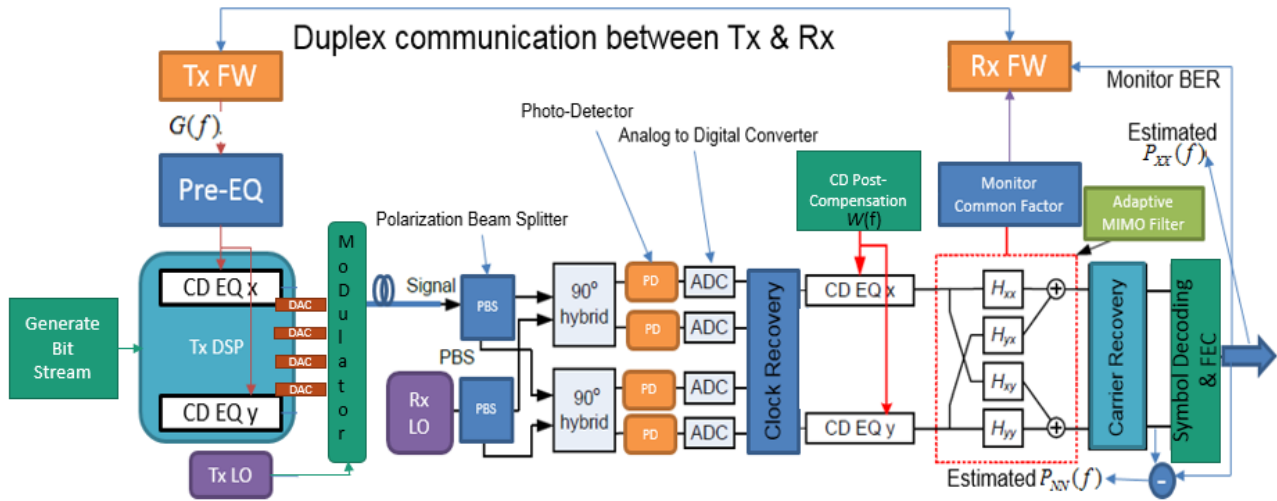 Duplex communication between Tx & Rx
Tx FW
Rx FW
Monitor BER
G(f)
Photo-Detector
Analog to Digital Converter
Estimated
P_XX(f)
Pre-EQ
CD Post-
Compensation
W(f)
Monitor
Common Factor
Adaptive
MIMO Filter
Polarization Beam Splitter
Generate
Bit
Stream
CD EQ x
Tx DSP
CD EQ y
DAC
DAC
DAC
DAC
MoDulator
Tx LO
Signal
PBS
PBS
PBS
Rx
LO
90°
hybrid
90°
hybrid
PD
PD
PD
PD
ADC
ADC
ADC
ADC
Clock Recovery
CD EQ x
CD EQ y
H_xx
H_yx
H_xy
H_yy
+
+
Carrier Recovery
Symbol Decoding
& FEC
Estimated P_NN(f)
-